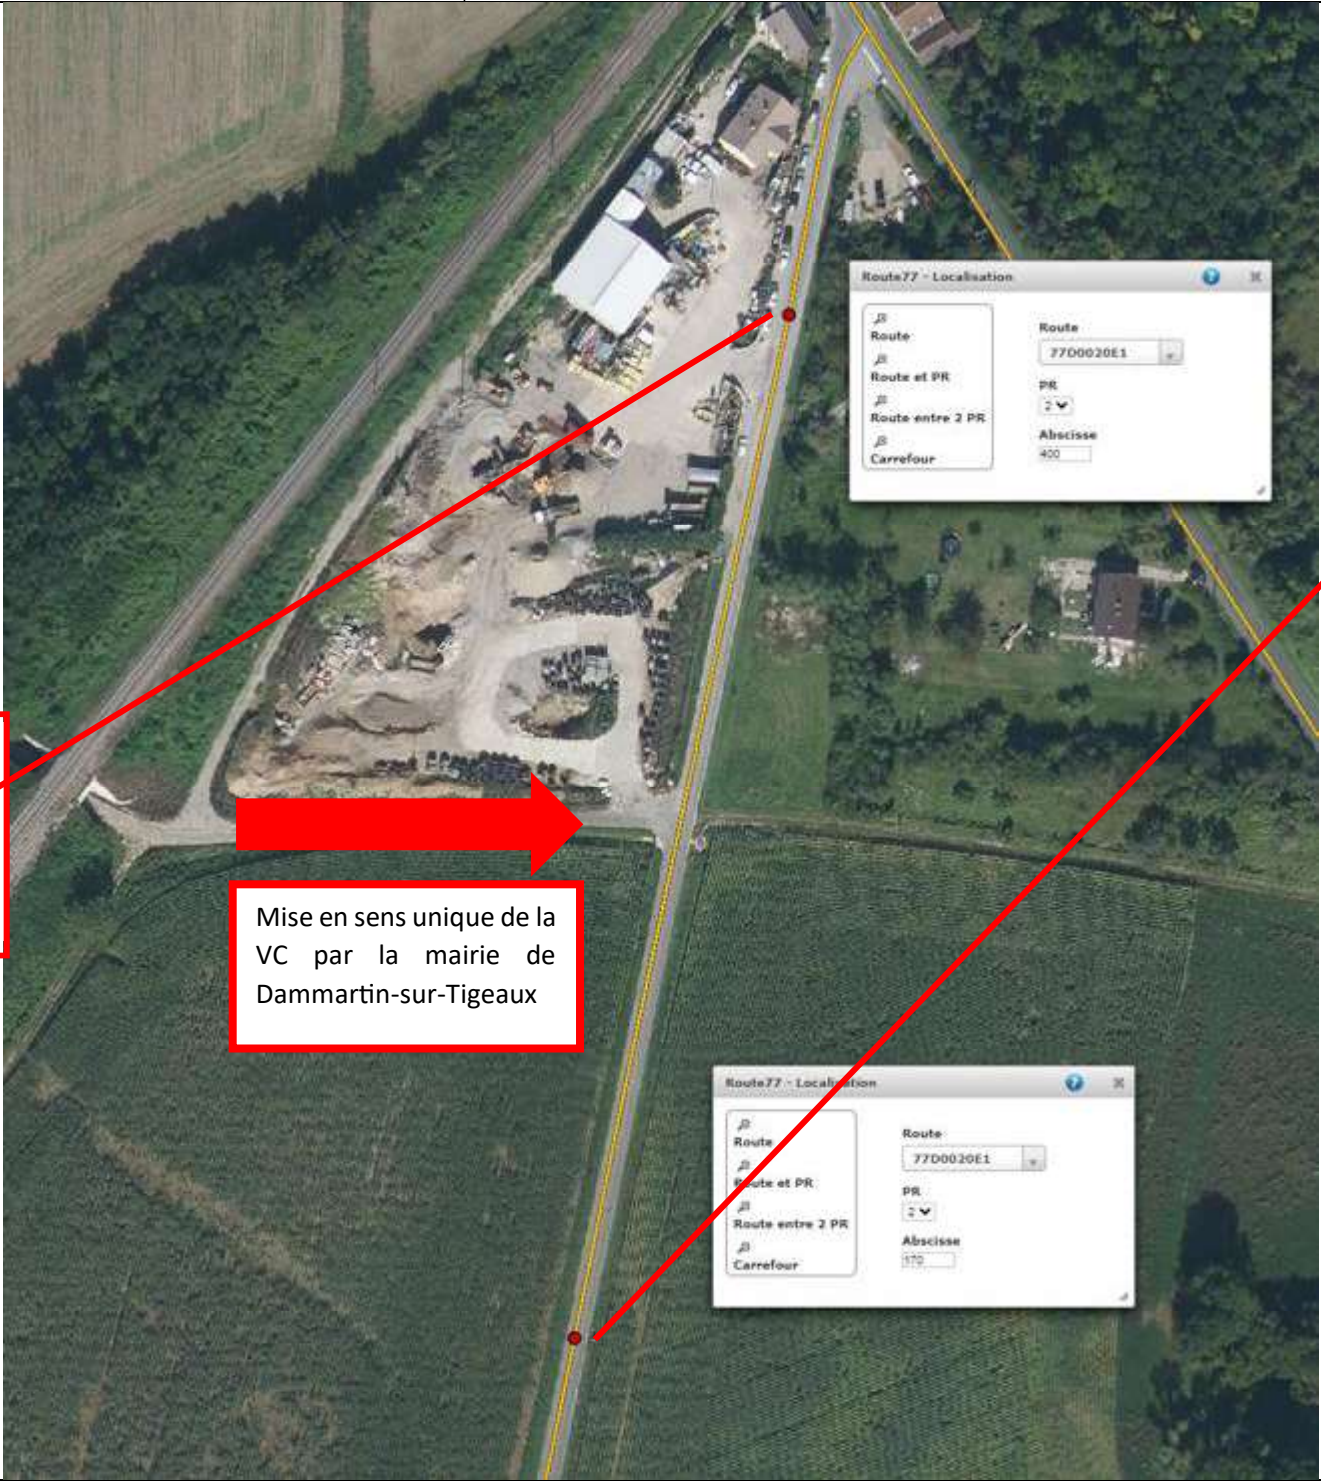 Route77 - Localisation
Route
Route et PR
Route entre 2 PR
Carrefour
Route
77D0020E1
PR
2
Abscisse
400
Mise en sens unique de la
VC par la mairie de
Dammartin-sur-Tigeaux
Route77 - Localisation
Route
Route et PR
Route entre 2 PR
Carrefour
Route
77D0020E1
PR
2
Abscisse
170